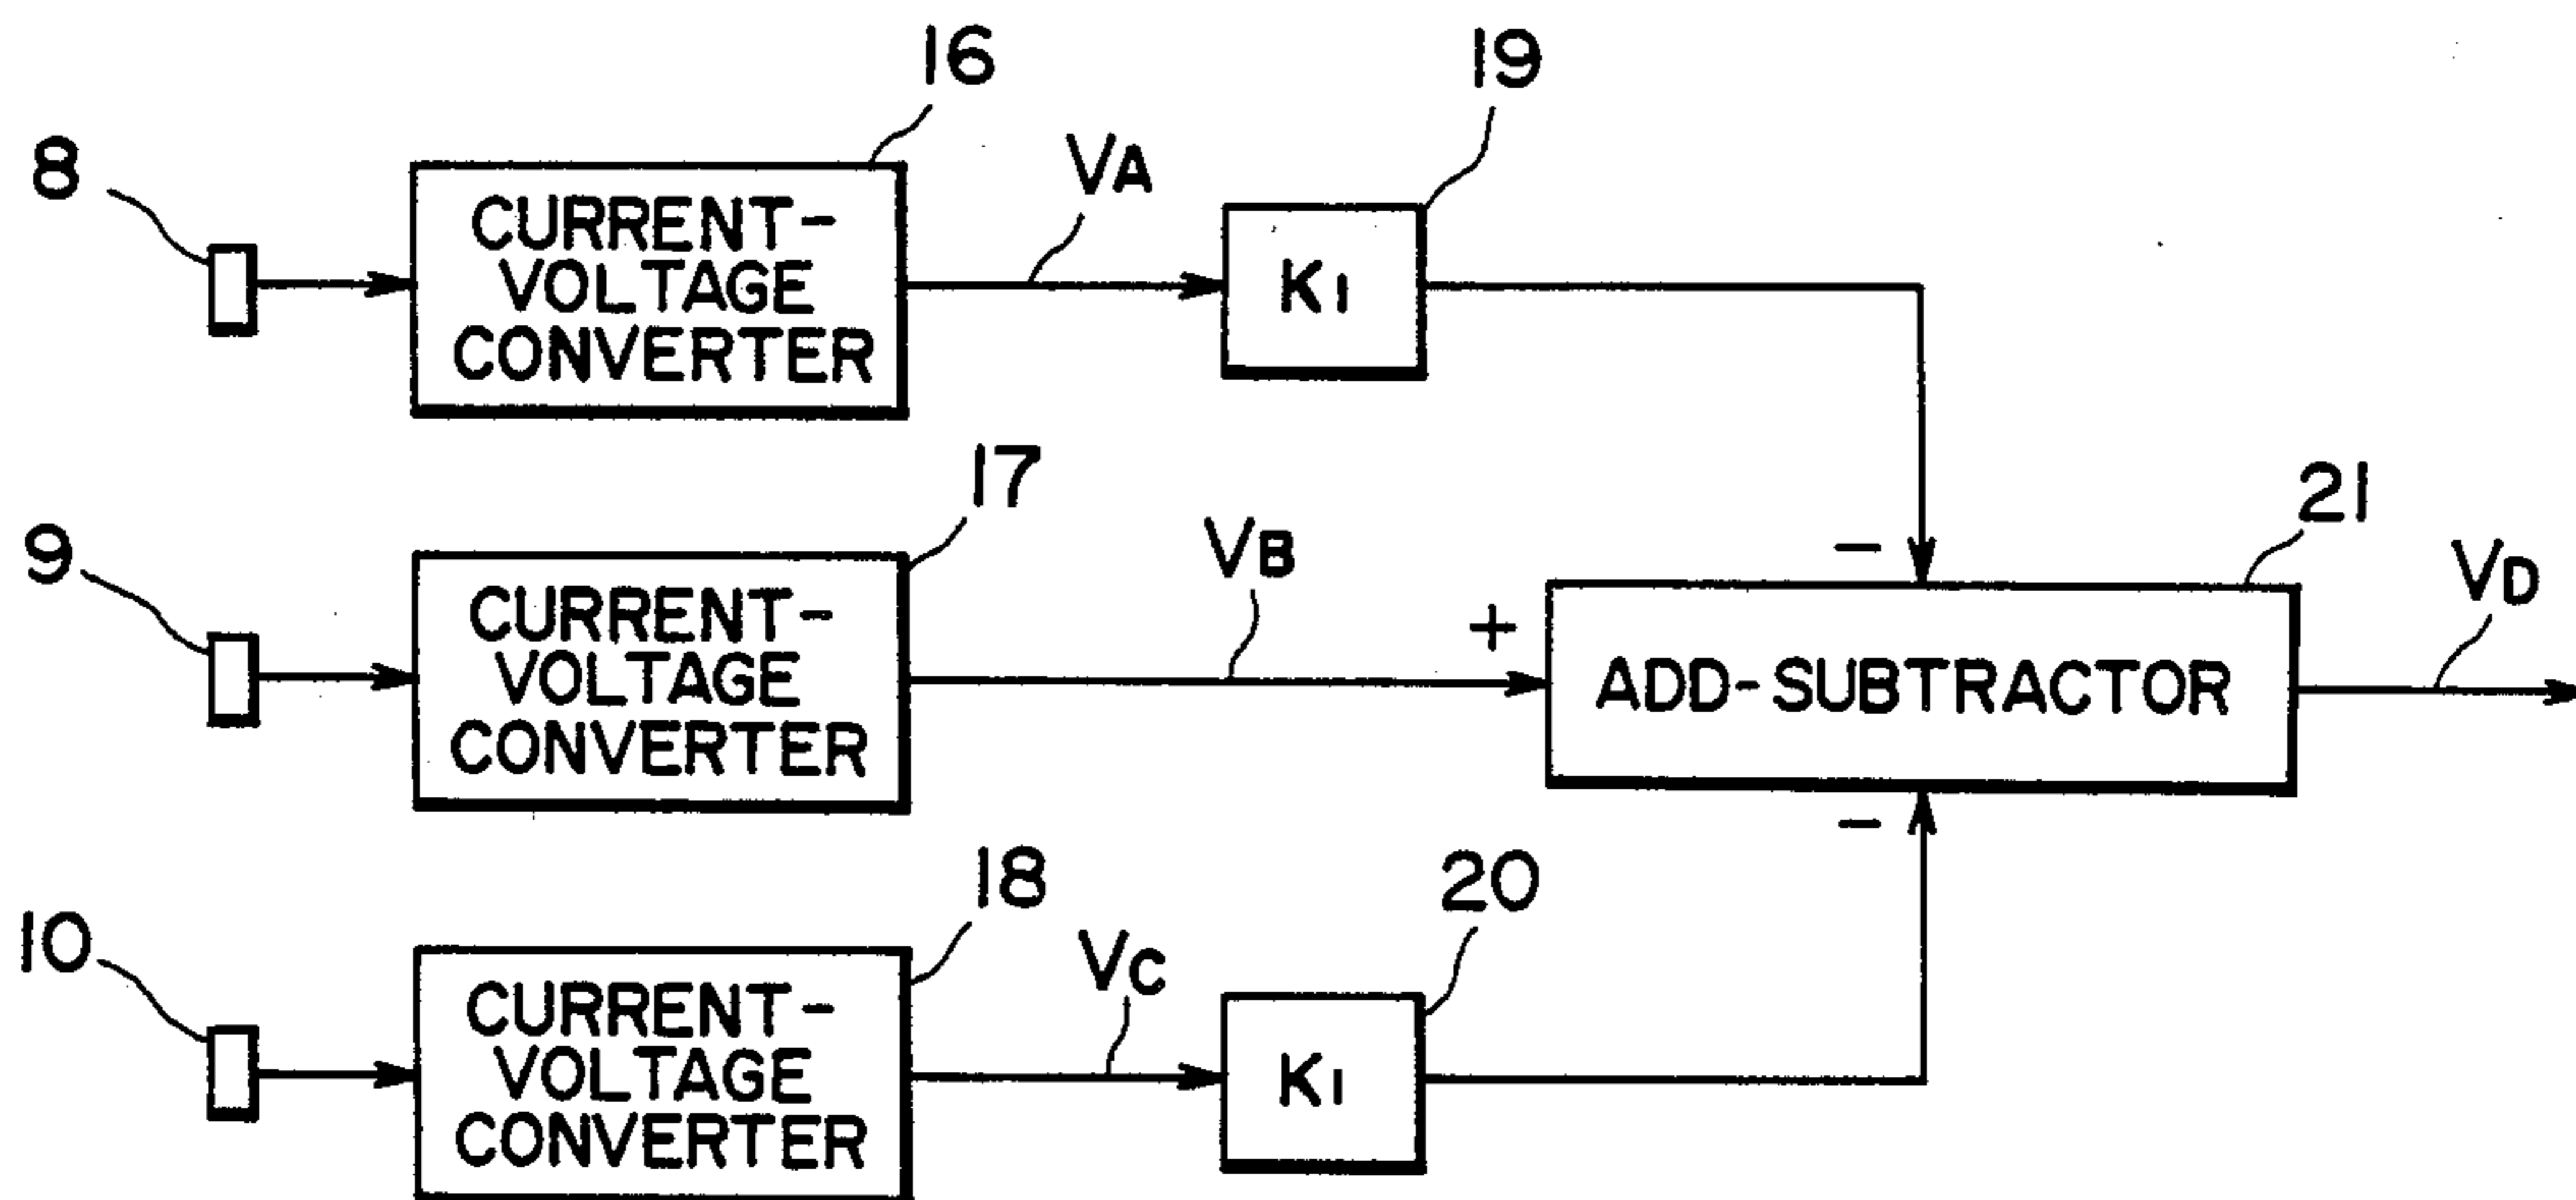 16
19
8
VA
CURRENT-
VOLTAGE
CONVERTER
K1
17
21
9
VB
VD
CURRENT-
VOLTAGE
CONVERTER
+
-
ADD-SUBTRACTOR
-
18
20
10
VC
CURRENT-
VOLTAGE
CONVERTER
K1